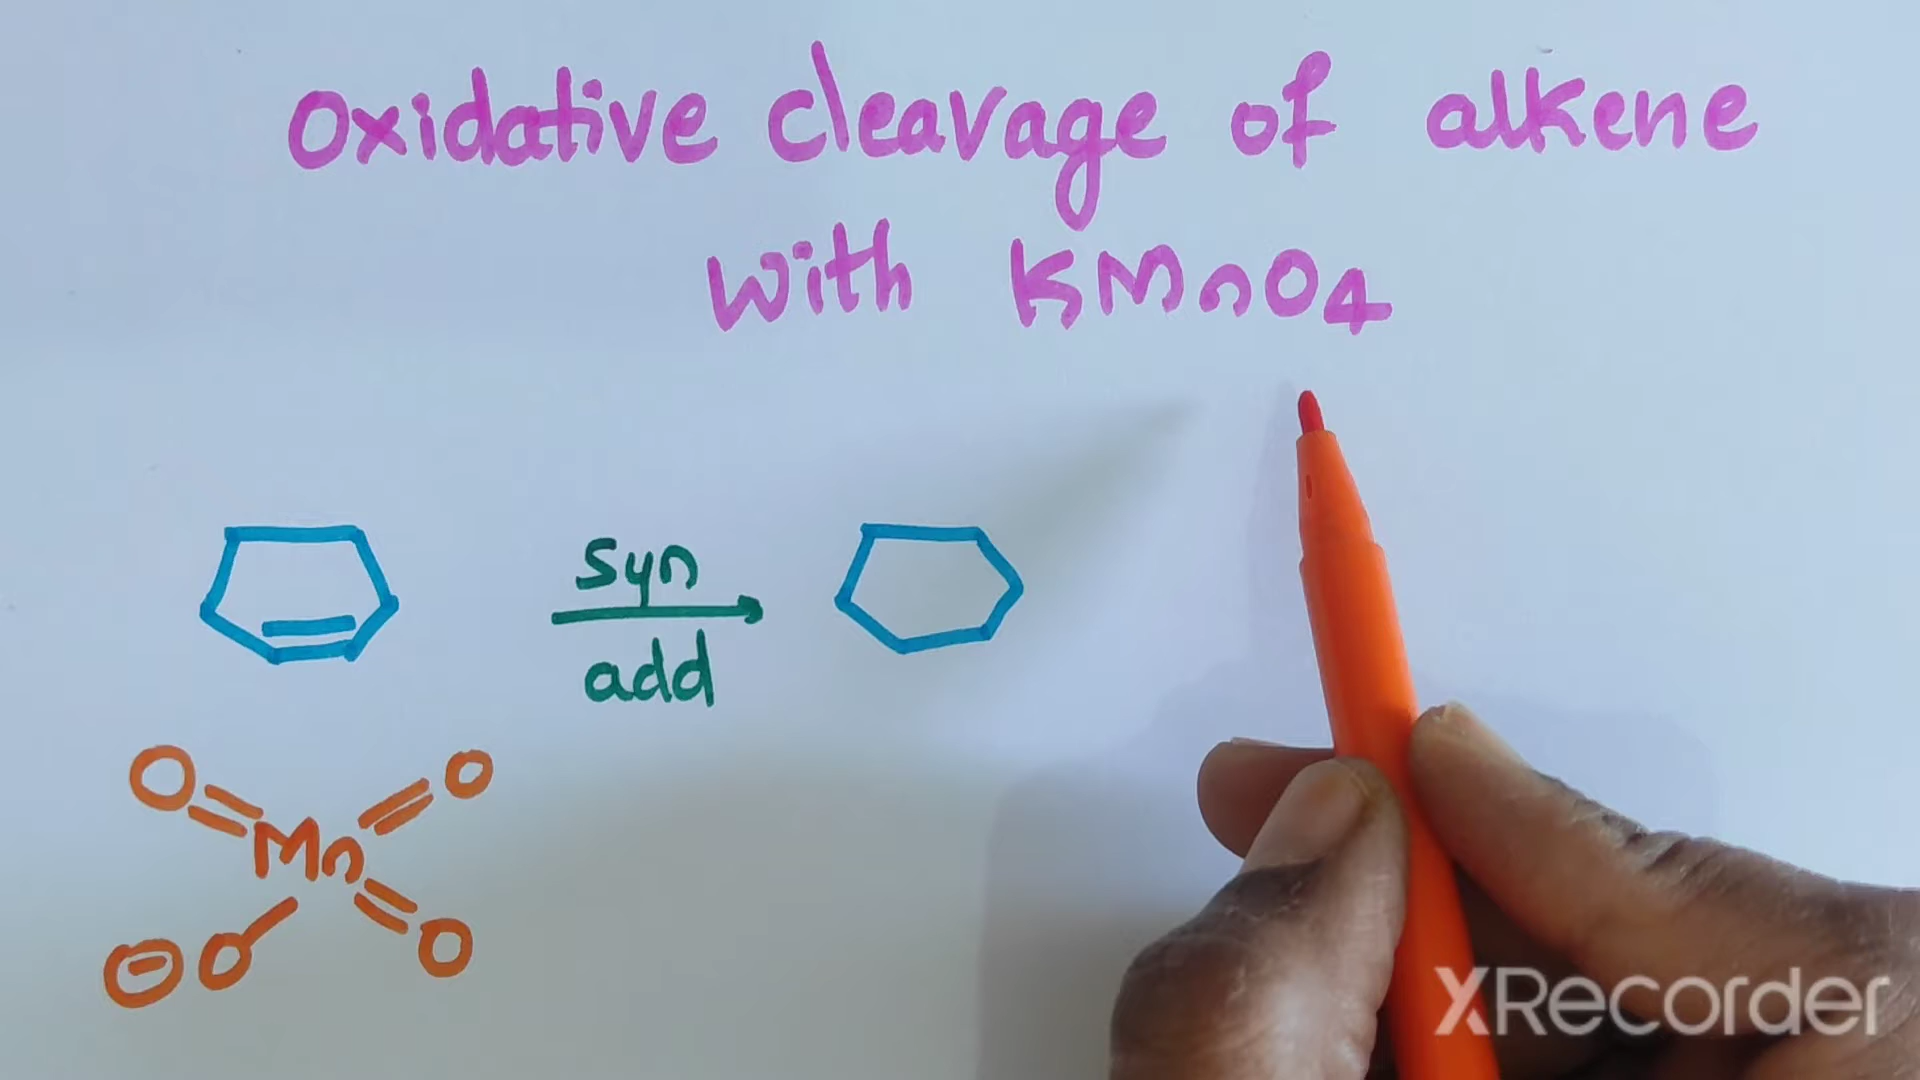 Oxidative cleavage of alkene
with KMnO4
Syn
add
O
O
Mn
O
O
XRecorder